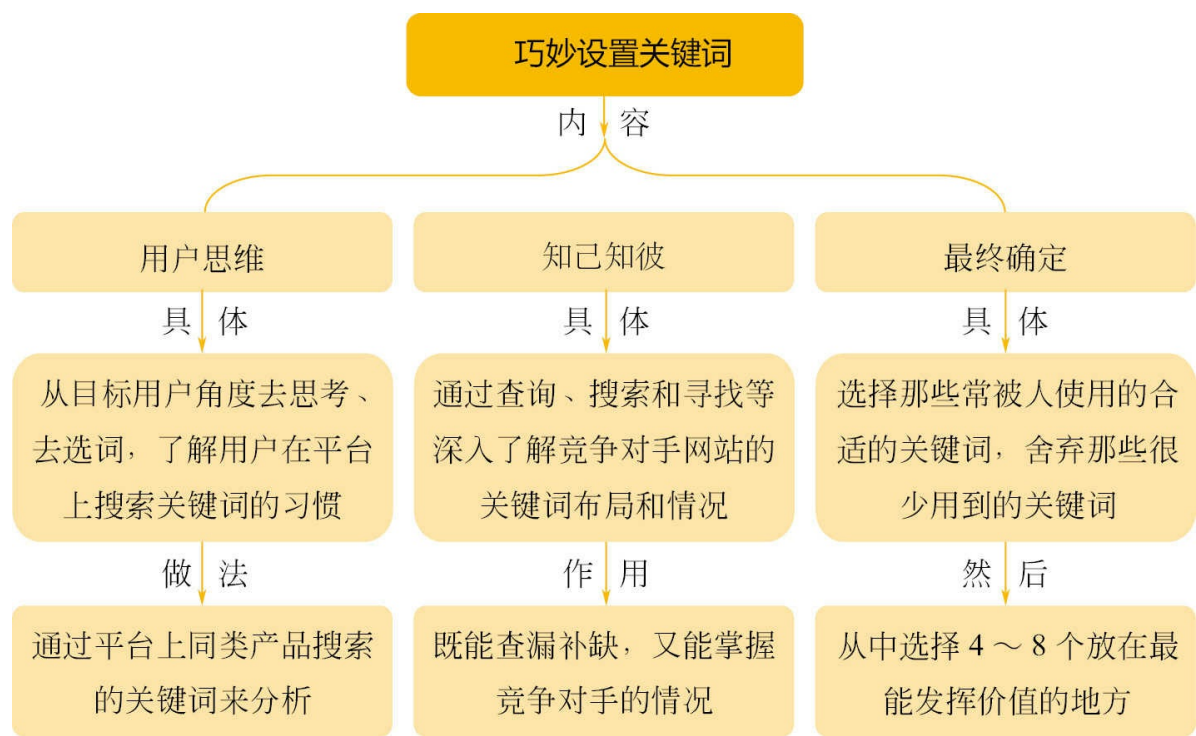 巧妙设置关键词
内 容
用户思维
知己知彼
最终确定
具 体
具 体
具 体
从目标用户角度去思考、
去选词，了解用户在平台
上搜索关键词的习惯
通过查询、搜索和寻找等
深入了解竞争对手网站的
关键词布局和情况
选择那些常被人使用的合
适的关键词，舍弃那些很
少用到的关键词
做 法
作 用
然 后
通过平台上同类产品搜索
的关键词来分析
既能查漏补缺，又能掌握
竞争对手的情况
从中选择 4 ～ 8 个放在最
能发挥价值的地方